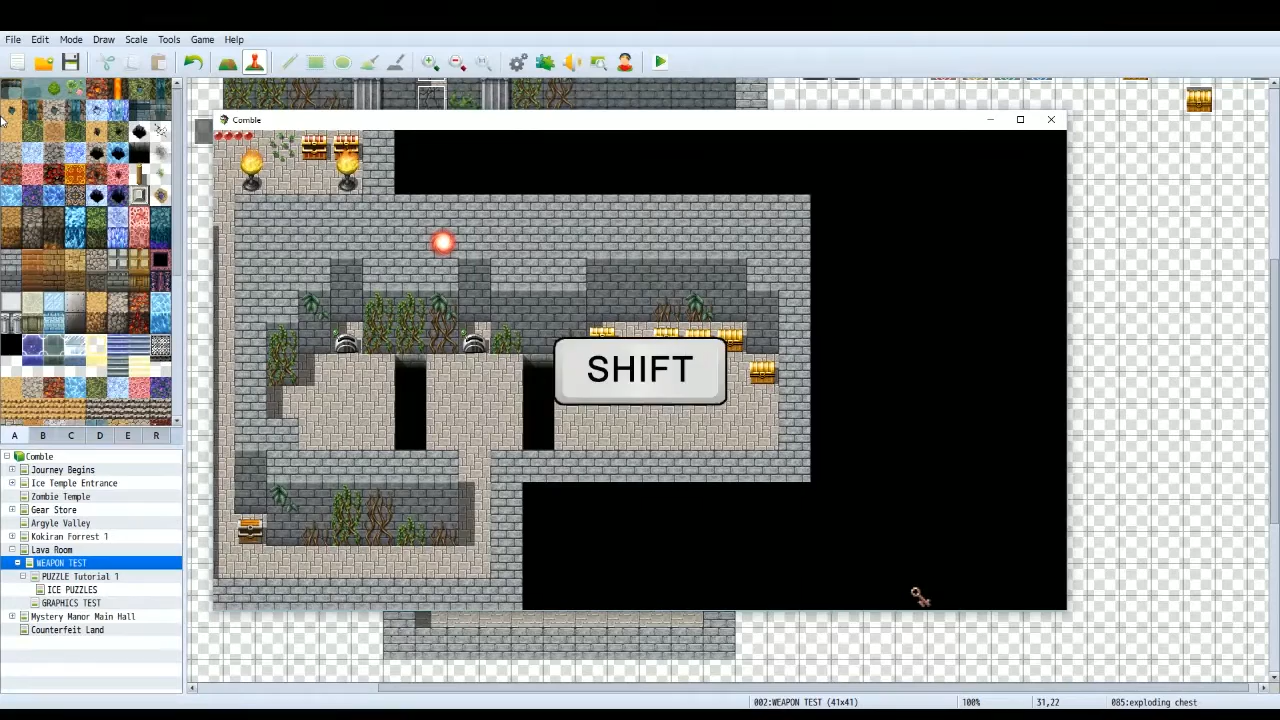 File Edit Mode Draw Scale Tools Game Help
Comble
SHIFT
A B C D E R
Comble
Journey Begins
Ice Temple Entrance
Zombie Temple
Gear Store
Argyle Valley
Kokiran Forrest 1
Lava Room
WEAPON TEST
PUZZLE Tutorial 1
ICE PUZZLES
GRAPHICS TEST
Mystery Manor Main Hall
Counterfeit Land
002:WEAPON TEST (41x41) 100% 31,22 085:exploding chest